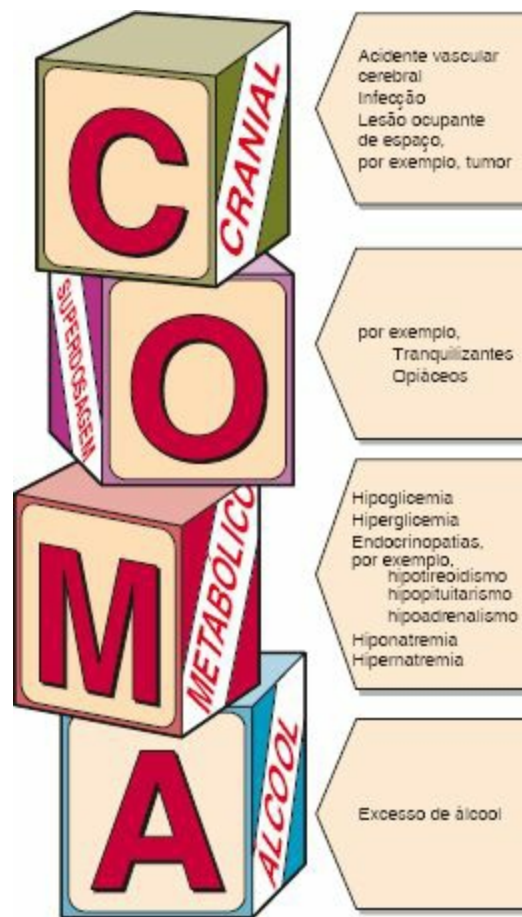 C
CRANIAL
Acidente vascular
cerebral
Infecção
Lesão ocupante
de espaço,
por exemplo, tumor
SUPERDOSAGEM
O
por exemplo,
Tranquilizantes
Opiáceos
M
METABOLICO
Hipoglicemia
Hiperglicemia
Endocrinopatias,
por exemplo,
hipotireoidismo
hipopituitarismo
hipoadrenalismo
Hiponatremia
Hipernatremia
A
ÁLCOOL
Excesso de álcool